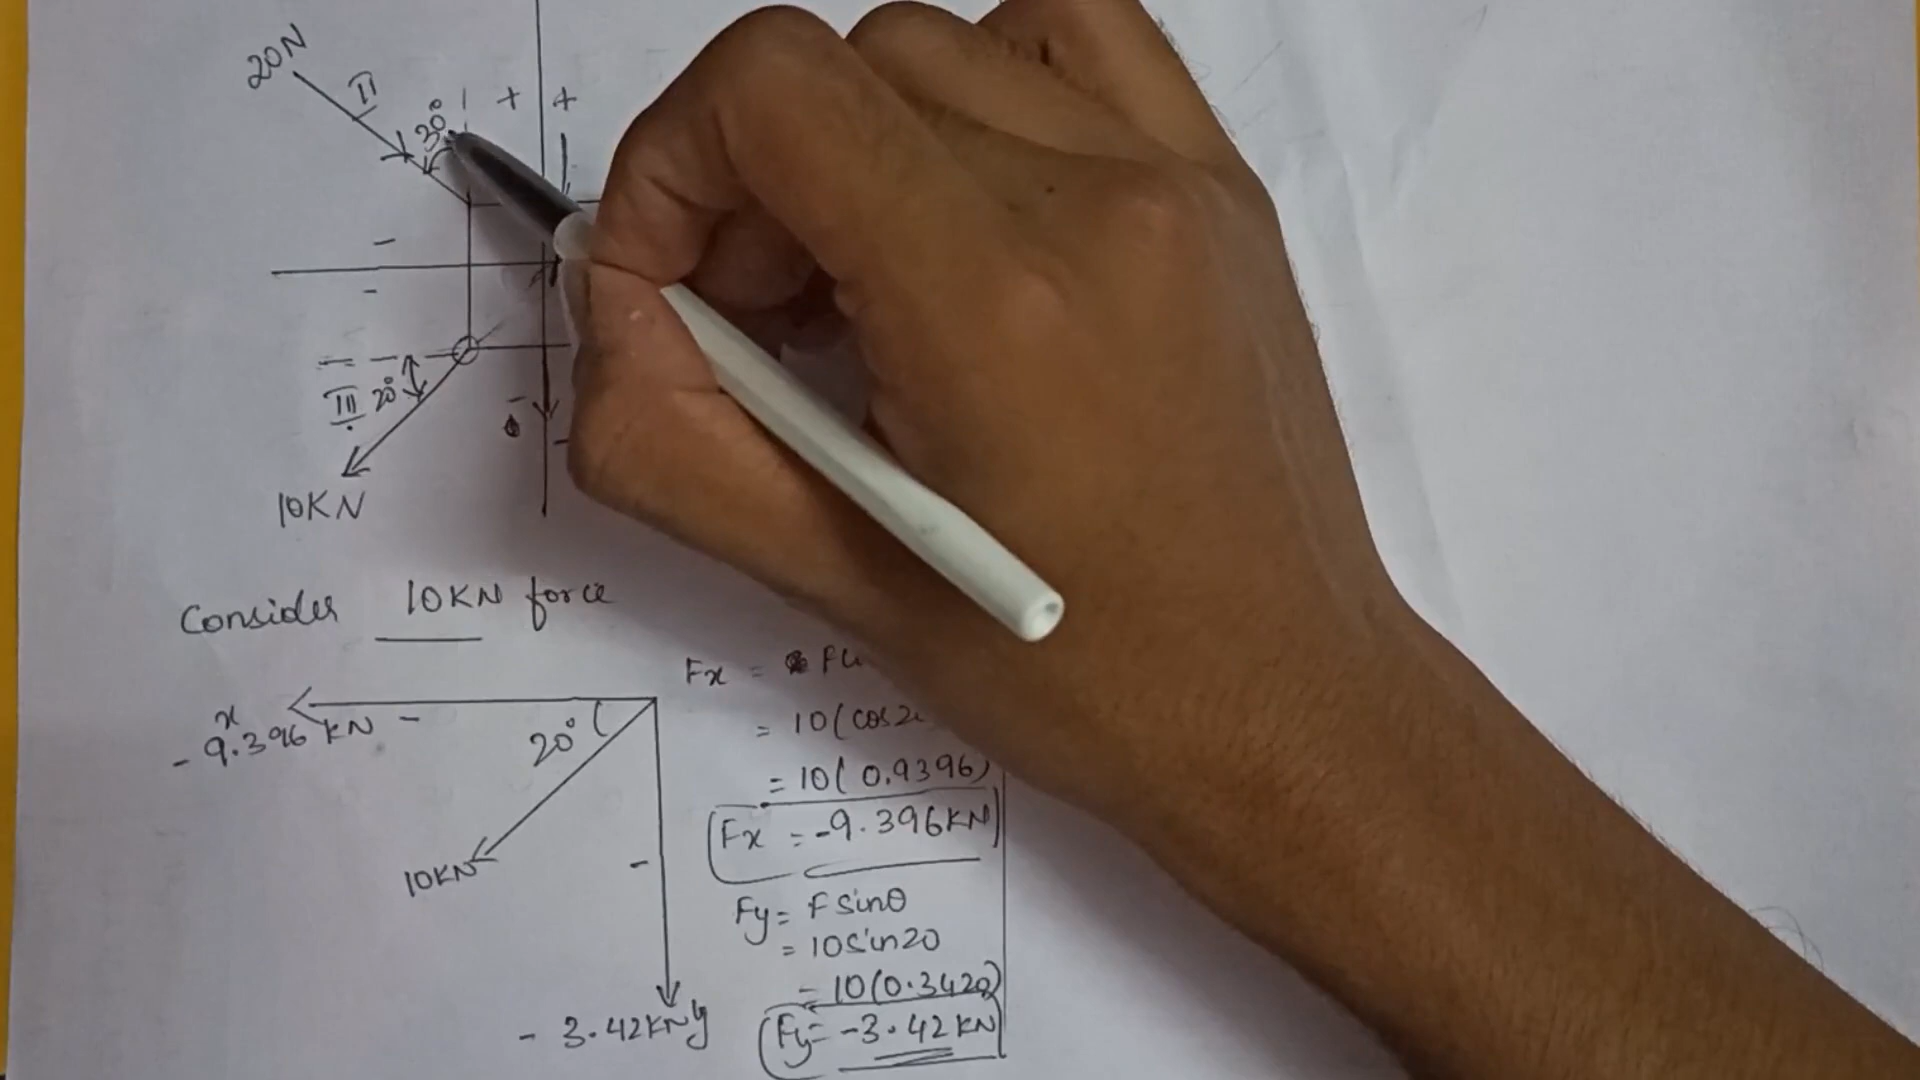 20N
II
30°
+ +
-
-
III 20°
-
-
10KN
Consider 10KN force
Fx =
x
- 9.396 KN -
20°
= 10(cos
= 10(0.9396)
Fx = -9.396KN
10KN
-
Fy = F sinθ
= 10sin20
= 10(0.3420)
- 3.42KN y
Fy = -3.42 KN